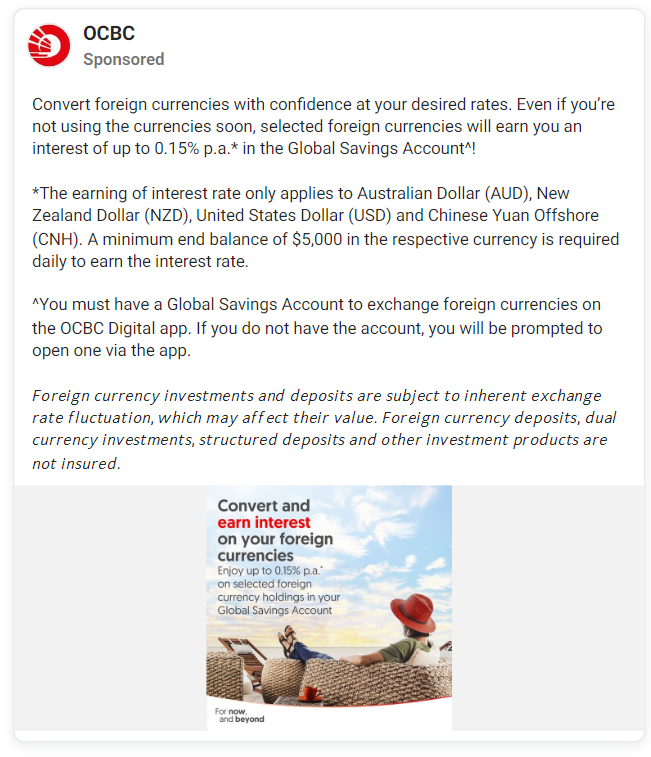 OCBC
Sponsored
Convert foreign currencies with confidence at your desired rates. Even if you’re
not using the currencies soon, selected foreign currencies will earn you an
interest of up to 0.15% p.a.* in the Global Savings Account^!
*The earning of interest rate only applies to Australian Dollar (AUD), New
Zealand Dollar (NZD), United States Dollar (USD) and Chinese Yuan Offshore
(CNH). A minimum end balance of $5,000 in the respective currency is required
daily to earn the interest rate.
^You must have a Global Savings Account to exchange foreign currencies on
the OCBC Digital app. If you do not have the account, you will be prompted to
open one via the app.
Foreign currency investments and deposits are subject to inherent exchange
rate fluctuation, which may affect their value. Foreign currency deposits, dual
currency investments, structured deposits and other investment products are
not insured.
Convert and
earn interest
on your foreign
currencies
Enjoy up to 0.15% p.a.*
on selected foreign
currency holdings in your
Global Savings Account
For now,
and beyond